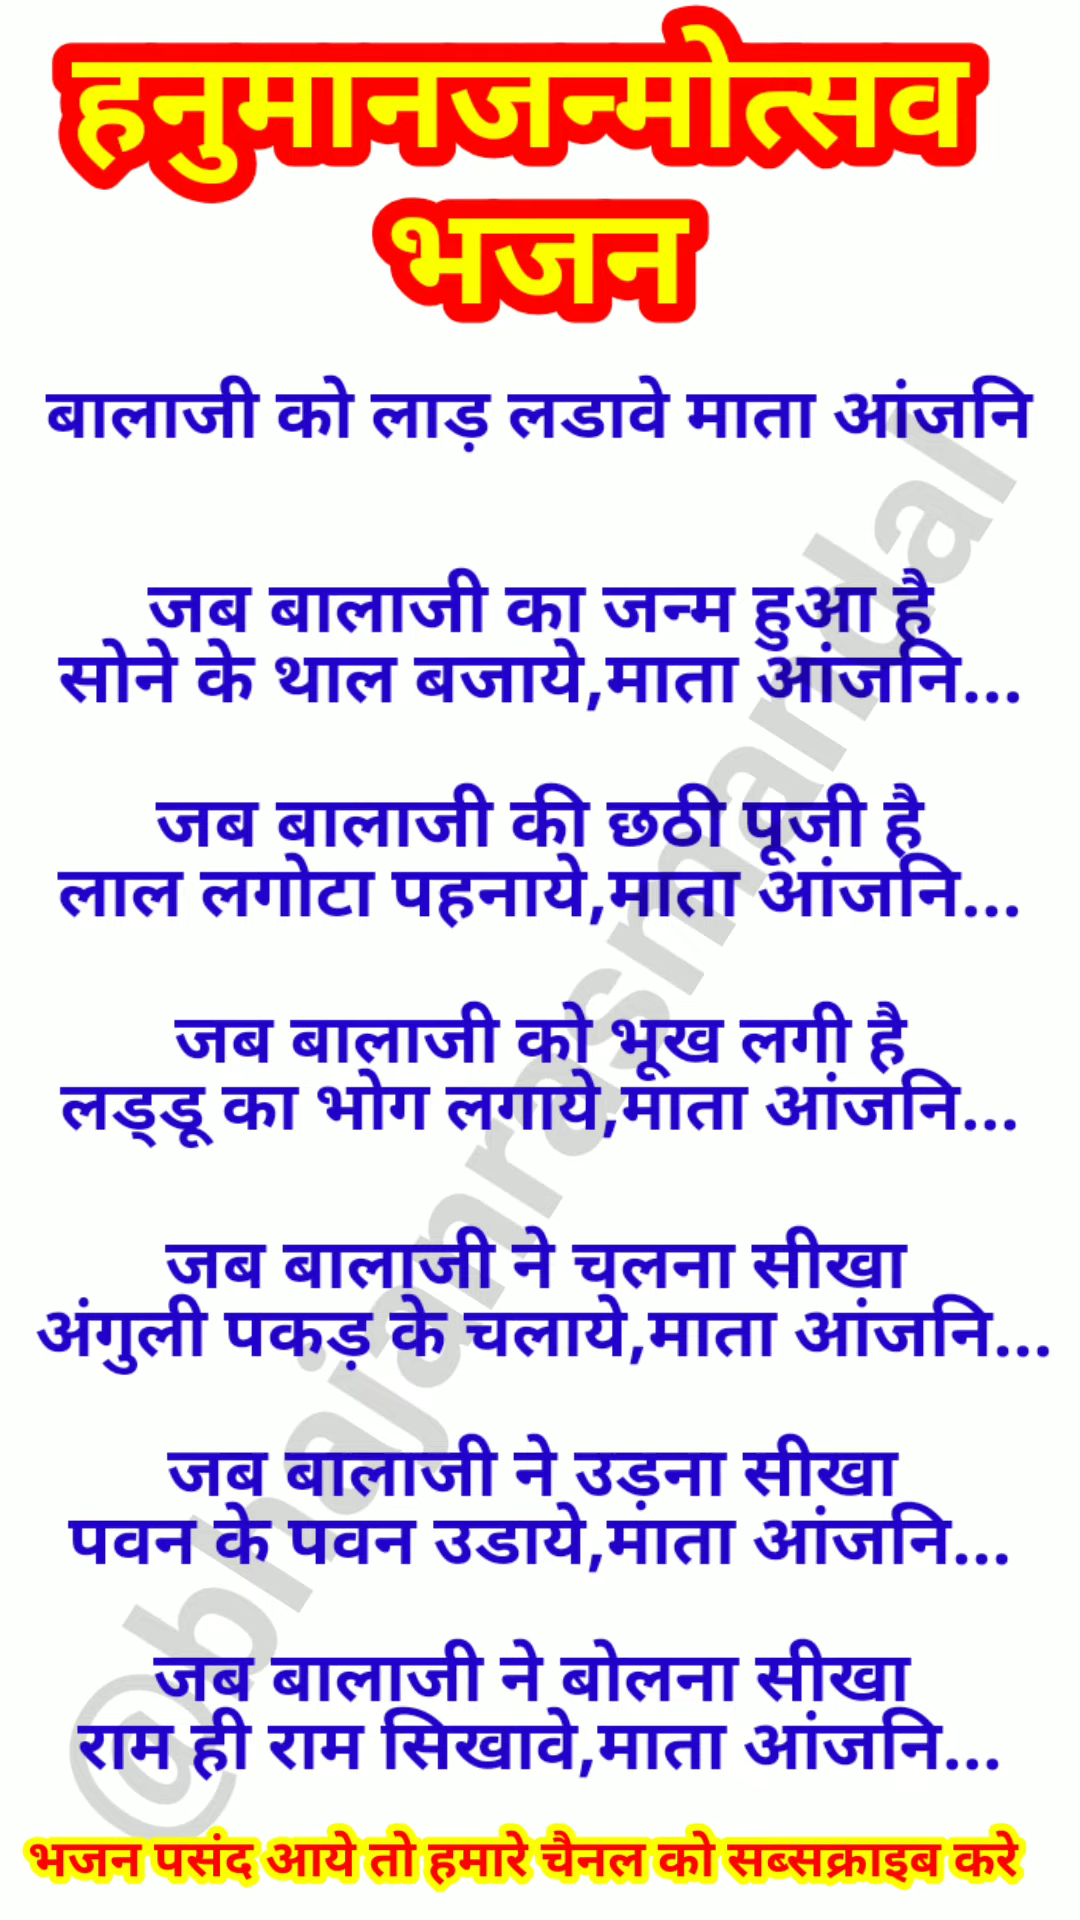 हनुमानजन्मोत्सव
भजन
बालाजी को लाड़ लडावे माता आंजनि
जब बालाजी का जन्म हुआ है
सोने के थाल बजाये,माता आंजनि...
जब बालाजी की छठी पूजी है
लाल लगोटा पहनाये,माता आंजनि...
जब बालाजी को भूख लगी है
लड्डू का भोग लगाये,माता आंजनि...
जब बालाजी ने चलना सीखा
अंगुली पकड़ के चलाये,माता आंजनि...
जब बालाजी ने उड़ना सीखा
पवन के पवन उडाये,माता आंजनि...
जब बालाजी ने बोलना सीखा
राम ही राम सिखावे,माता आंजनि...
भजन पसंद आये तो हमारे चैनल को सब्सक्राइब करे
@bhajanrasmandal